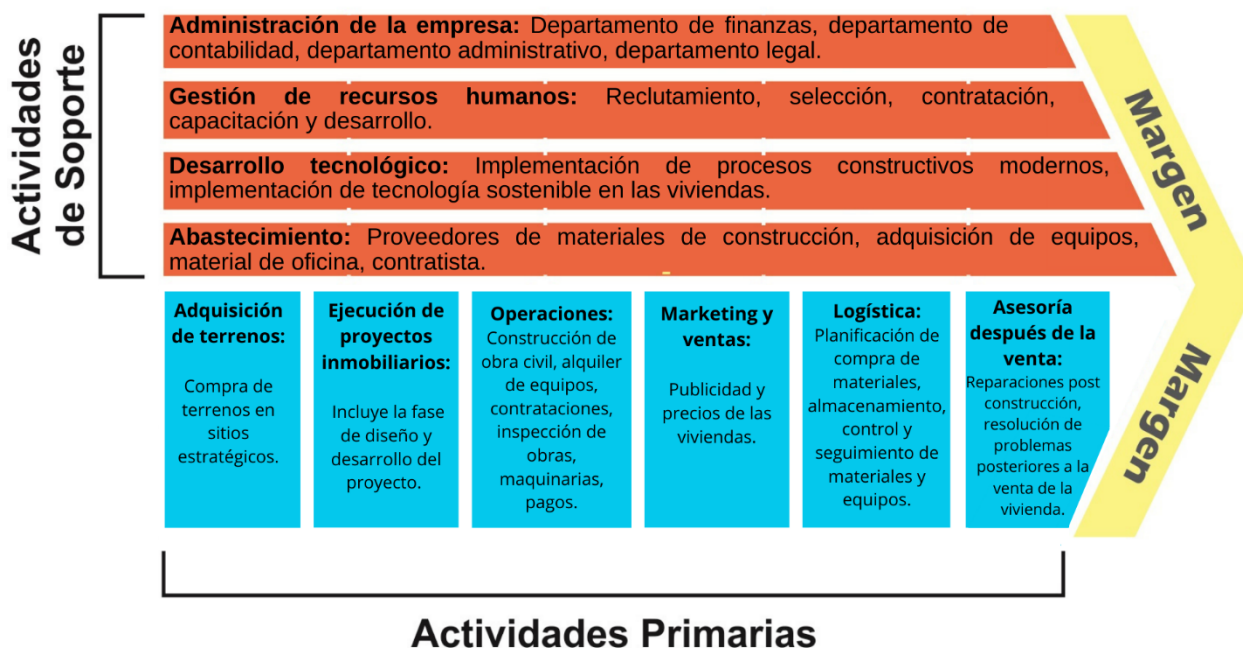 Actividades
de Soporte
Administración de la empresa: Departamento de finanzas, departamento de
contabilidad, departamento administrativo, departamento legal.
Gestión de recursos humanos: Reclutamiento, selección, contratación,
capacitación y desarrollo.
Desarrollo tecnológico: Implementación de procesos constructivos modernos,
implementación de tecnología sostenible en las viviendas.
Abastecimiento: Proveedores de materiales de construcción, adquisición de equipos,
material de oficina, contratista.
Margen
Margen
Adquisición
de terrenos:
Compra de
terrenos en
sitios
estratégicos.
Ejecución de
proyectos
inmobiliarios:
Incluye la fase
de diseño y
desarrollo del
proyecto.
Operaciones:
Construcción de
obra civil, alquiler
de equipos,
contrataciones,
inspección de
obras,
maquinarias,
pagos.
Marketing y
ventas:
Publicidad y
precios de las
viviendas.
Logística:
Planificación de
compra de
materiales,
almacenamiento,
control y
seguimiento de
materiales y
equipos.
Asesoría
después de la
venta:
Reparaciones post
construcción,
resolución de
problemas
posteriores a la
venta de la
vivienda.
Actividades Primarias